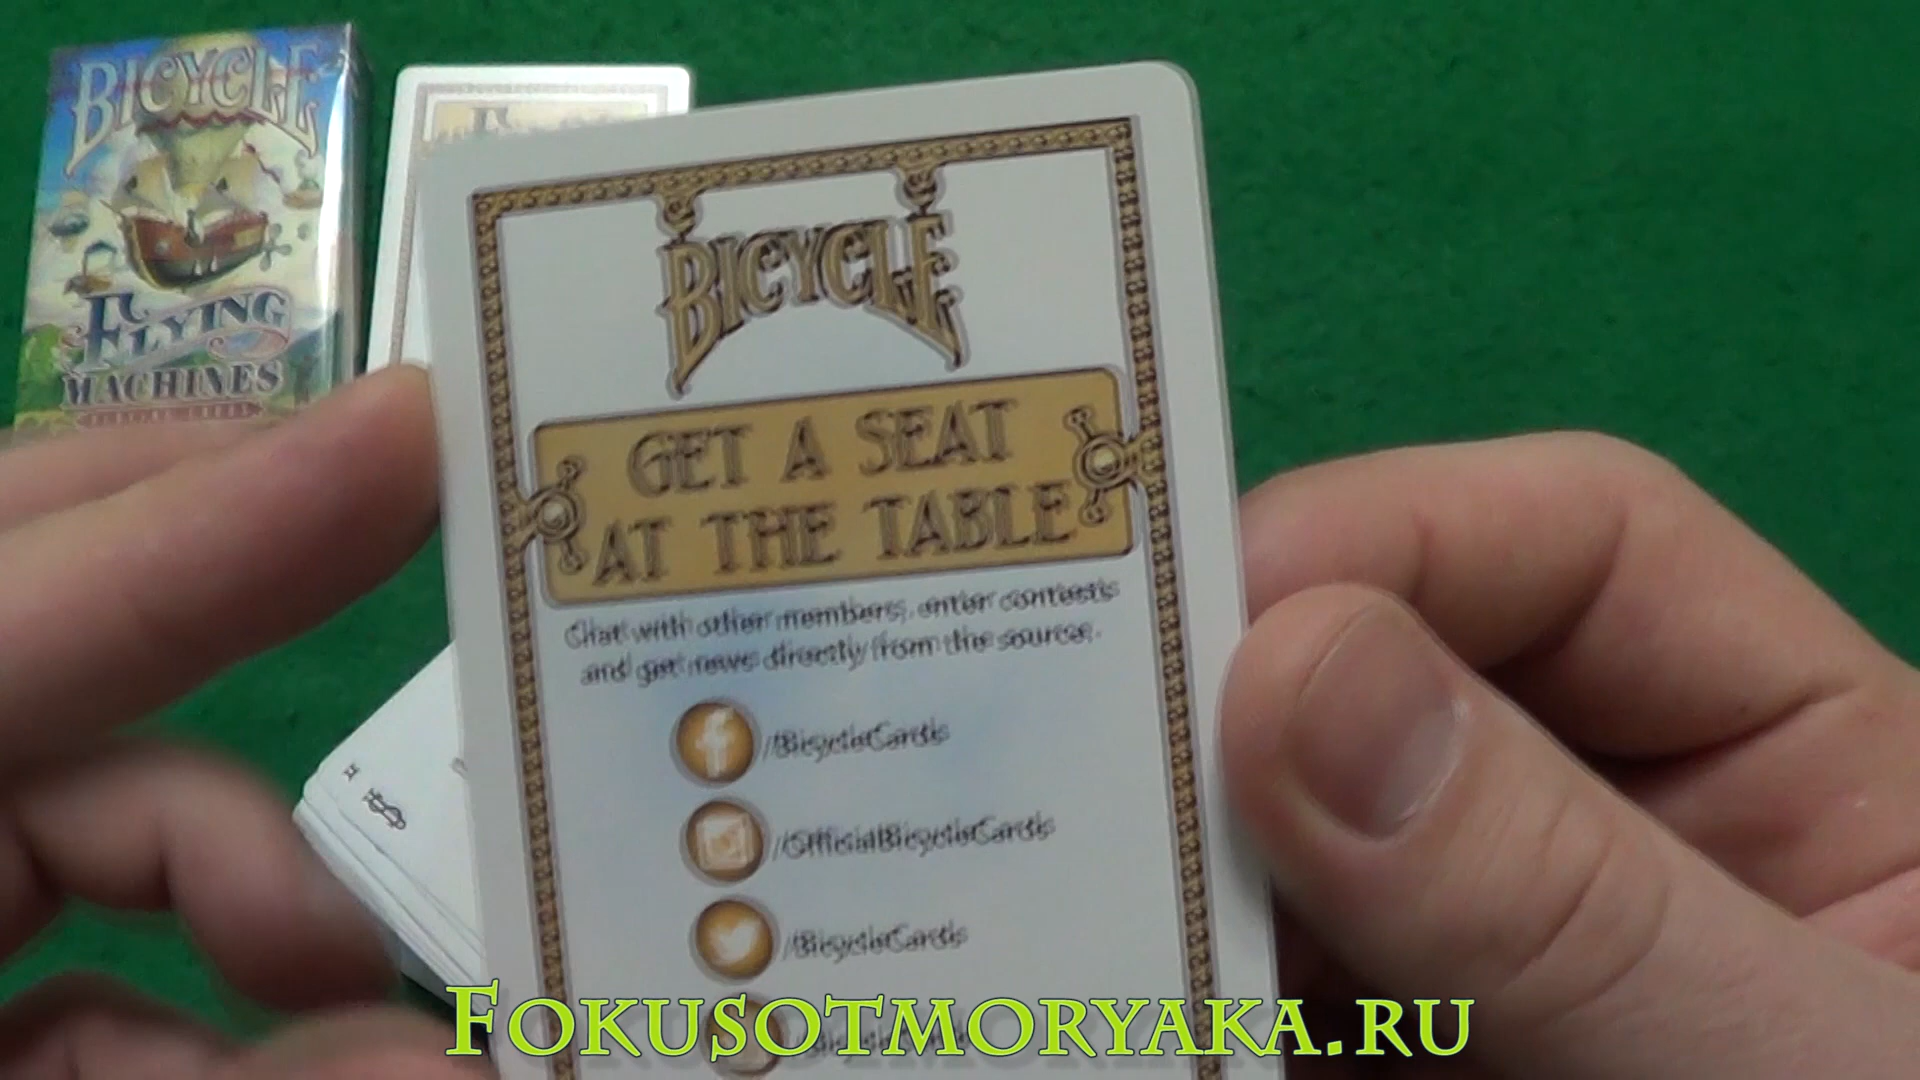 BICYCLE
FLYING
MACHINES
BICYCLE
GET A SEAT
AT THE TABLE
Chat with other members, enter contests
and get news directly from the source.
/BicycleCards
/OfficialBicycleCards
/BicycleCards
FOKUSOTMORYAKA.RU